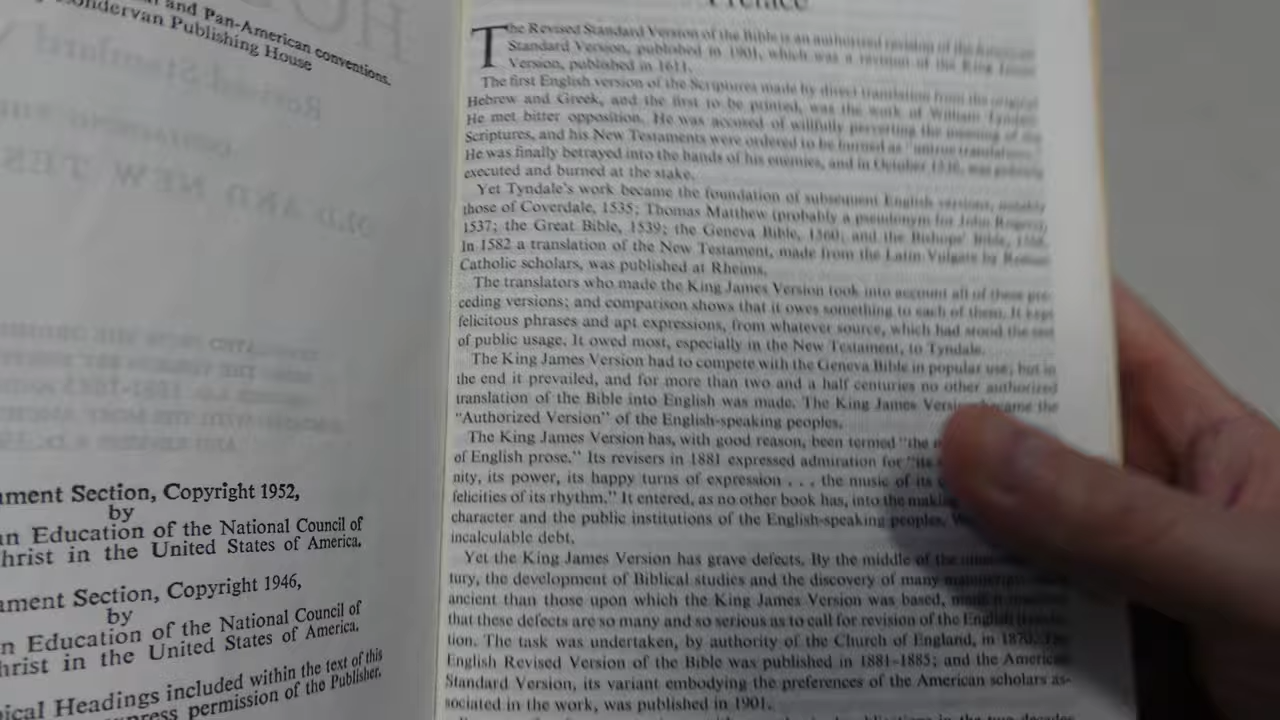 and Pan-American conventions.
ondervan Publishing House
ment Section, Copyright 1952,
by
n Education of the National Council of
hrist in the United States of America.
ment Section, Copyright 1946,
by
n Education of the National Council of
hrist in the United States of America.
ical Headings included within the text of this
press permission of the Publisher.
Preface
The Revised Standard Version of the Bible is an authorized revision of the American
Standard Version, published in 1901, which was a revision of the King James
Version, published in 1611.
The first English version of the Scriptures made by direct translation from the original
Hebrew and Greek, and the first to be printed, was the work of William Tyndale.
He met bitter opposition. He was accused of willfully perverting the meaning of the
Scriptures, and his New Testaments were ordered to be burned as "untrue translations."
He was finally betrayed into the hands of his enemies, and in October 1536, was publicly
executed and burned at the stake.
Yet Tyndale's work became the foundation of subsequent English versions, notably
those of Coverdale, 1535; Thomas Matthew (probably a pseudonym for John Rogers),
1537; the Great Bible, 1539; the Geneva Bible, 1560; and the Bishops' Bible, 1568.
In 1582 a translation of the New Testament, made from the Latin Vulgate by Roman
Catholic scholars, was published at Rheims.
The translators who made the King James Version took into account all of these pre-
ceding versions; and comparison shows that it owes something to each of them. It kept
felicitous phrases and apt expressions, from whatever source, which had stood the test
of public usage. It owed most, especially in the New Testament, to Tyndale.
The King James Version had to compete with the Geneva Bible in popular use; but in
the end it prevailed, and for more than two and a half centuries no other authorized
translation of the Bible into English was made. The King James Version became the
"Authorized Version" of the English-speaking peoples.
The King James Version has, with good reason, been termed "the
of English prose." Its revisers in 1881 expressed admiration for "its
nity, its power, its happy turns of expression . . . the music of its
felicities of its rhythm." It entered, as no other book has, into the making
character and the public institutions of the English-speaking peoples.
incalculable debt.
Yet the King James Version has grave defects. By the middle of the
tury, the development of Biblical studies and the discovery of many
ancient than those upon which the King James Version was based,
that these defects are so many and so serious as to call for revision of the English
tion. The task was undertaken, by authority of the Church of England, in 1870. The
English Revised Version of the Bible was published in 1881-1885; and the American
Standard Version, its variant embodying the preferences of the American scholars as-
sociated in the work, was published in 1901.